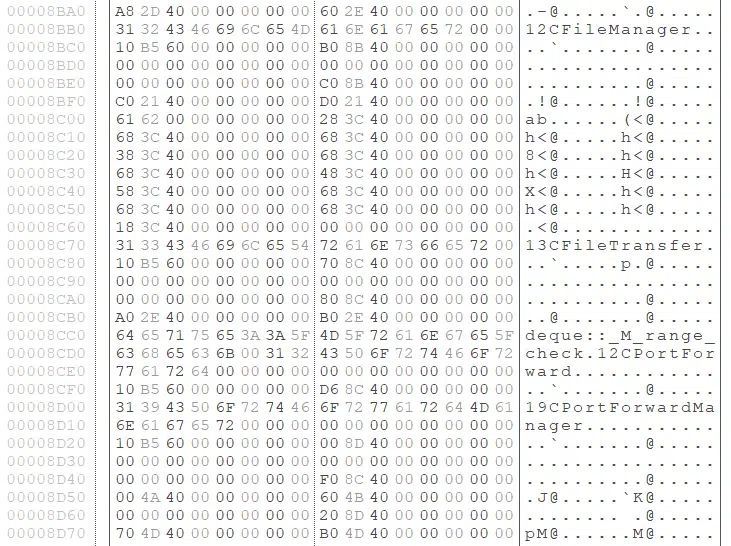 00008BA0 A8 2D 40 00 00 00 00 00 60 2E 40 00 00 00 00 00 .-@.....`.@.....
00008BB0 31 32 43 46 69 6C 65 4D 61 6E 61 67 65 72 00 00 12CFileManager..
00008BC0 10 B5 60 00 00 00 00 00 B0 8B 40 00 00 00 00 00 ..`.......@.....
00008BD0 00 00 00 00 00 00 00 00 00 00 00 00 00 00 00 00 ................
00008BE0 00 00 00 00 00 00 00 00 C0 8B 40 00 00 00 00 00 ..........@.....
00008BF0 C0 21 40 00 00 00 00 00 D0 21 40 00 00 00 00 00 .!@......!@.....
00008C00 61 62 00 00 00 00 00 00 28 3C 40 00 00 00 00 00 ab......(<@.....
00008C10 68 3C 40 00 00 00 00 00 68 3C 40 00 00 00 00 00 h<@.....h<@.....
00008C20 38 3C 40 00 00 00 00 00 68 3C 40 00 00 00 00 00 8<@.....h<@.....
00008C30 68 3C 40 00 00 00 00 00 48 3C 40 00 00 00 00 00 h<@.....H<@.....
00008C40 58 3C 40 00 00 00 00 00 68 3C 40 00 00 00 00 00 X<@.....h<@.....
00008C50 68 3C 40 00 00 00 00 00 68 3C 40 00 00 00 00 00 h<@.....h<@.....
00008C60 18 3C 40 00 00 00 00 00 00 00 00 00 00 00 00 00 .<@.............
00008C70 31 33 43 46 69 6C 65 54 72 61 6E 73 66 65 72 00 13CFileTransfer.
00008C80 10 B5 60 00 00 00 00 00 70 8C 40 00 00 00 00 00 ..`.....p.@.....
00008C90 00 00 00 00 00 00 00 00 00 00 00 00 00 00 00 00 ................
00008CA0 00 00 00 00 00 00 00 00 80 8C 40 00 00 00 00 00 ..........@.....
00008CB0 A0 2E 40 00 00 00 00 00 B0 2E 40 00 00 00 00 00 ..@.......@.....
00008CC0 64 65 71 75 65 3A 3A 5F 4D 5F 72 61 6E 67 65 5F deque::_M_range_
00008CD0 63 68 65 63 6B 00 31 32 43 50 6F 72 74 46 6F 72 check.12CPortFor
00008CE0 77 61 72 64 00 00 00 00 00 00 00 00 00 00 00 00 ward............
00008CF0 10 B5 60 00 00 00 00 00 D6 8C 40 00 00 00 00 00 ..`.......@.....
00008D00 31 39 43 50 6F 72 74 46 6F 72 77 61 72 64 4D 61 19CPortForwardMa
00008D10 6E 61 67 65 72 00 00 00 00 00 00 00 00 00 00 00 nager...........
00008D20 10 B5 60 00 00 00 00 00 00 8D 40 00 00 00 00 00 ..`.......@.....
00008D30 00 00 00 00 00 00 00 00 00 00 00 00 00 00 00 00 ................
00008D40 00 00 00 00 00 00 00 00 F0 8C 40 00 00 00 00 00 ..........@.....
00008D50 00 4A 40 00 00 00 00 00 60 4B 40 00 00 00 00 00 .J@.....`K@.....
00008D60 00 00 00 00 00 00 00 00 20 8D 40 00 00 00 00 00 ........ .@.....
00008D70 70 4D 40 00 00 00 00 00 B0 4D 40 00 00 00 00 00 pM@......M@.....